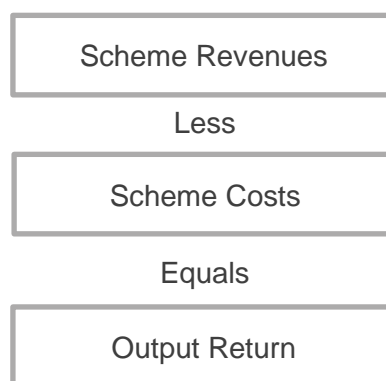 Scheme Revenues
Less
Scheme Costs
Equals
Output Return